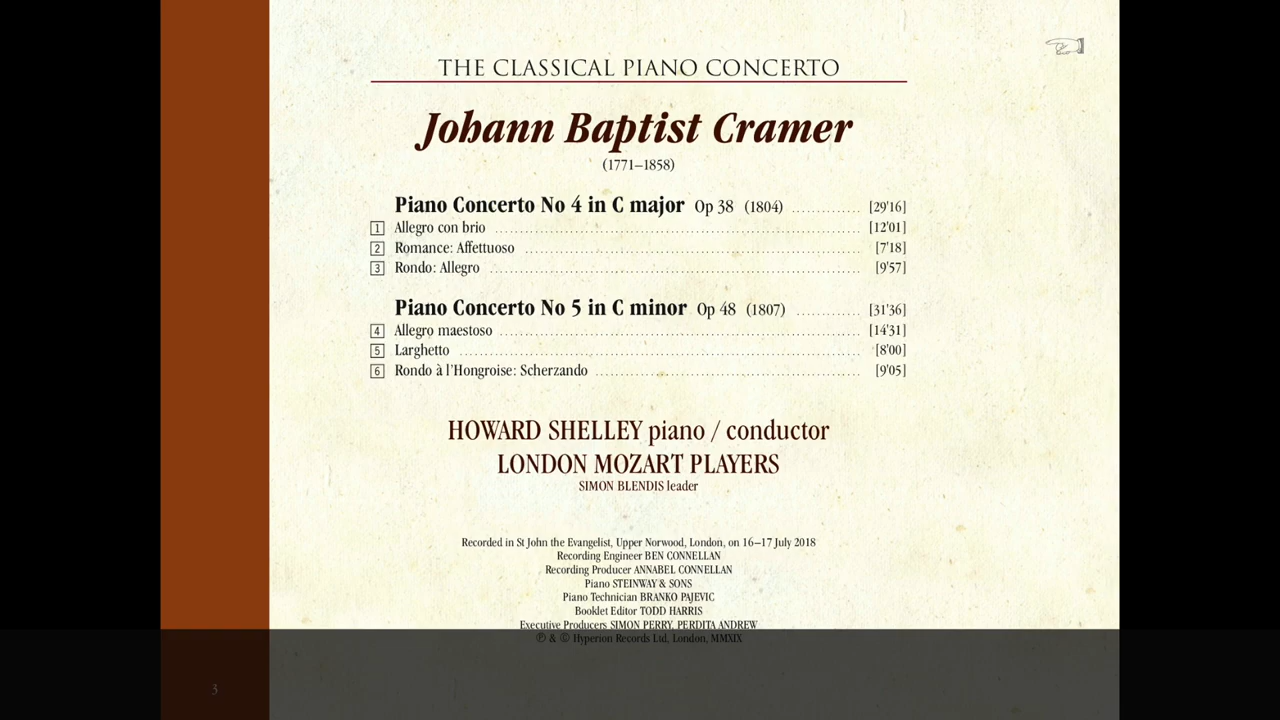 THE CLASSICAL PIANO CONCERTO
Johann Baptist Cramer
(1771–1858)
Piano Concerto No 4 in C major Op 38 (1804) ............. [29'16]
1 Allegro con brio ............. [12'01]
2 Romance: Affettuoso ............. [7'18]
3 Rondo: Allegro ............. [9'57]
Piano Concerto No 5 in C minor Op 48 (1807) ............. [31'36]
4 Allegro maestoso ............. [14'31]
5 Larghetto ............. [8'00]
6 Rondo à l'Hongroise: Scherzando ............. [9'05]
HOWARD SHELLEY piano / conductor
LONDON MOZART PLAYERS
SIMON BLENDIS leader
Recorded in St John the Evangelist, Upper Norwood, London, on 16–17 July 2018
Recording Engineer BEN CONNELLAN
Recording Producer ANNABEL CONNELLAN
Piano STEINWAY & SONS
Piano Technician BRANKO PAJEVIC
Booklet Editor TODD HARRIS
Executive Producers SIMON PERRY, PERDITA ANDREW
℗ & © Hyperion Records Ltd, London, MMXIX
3